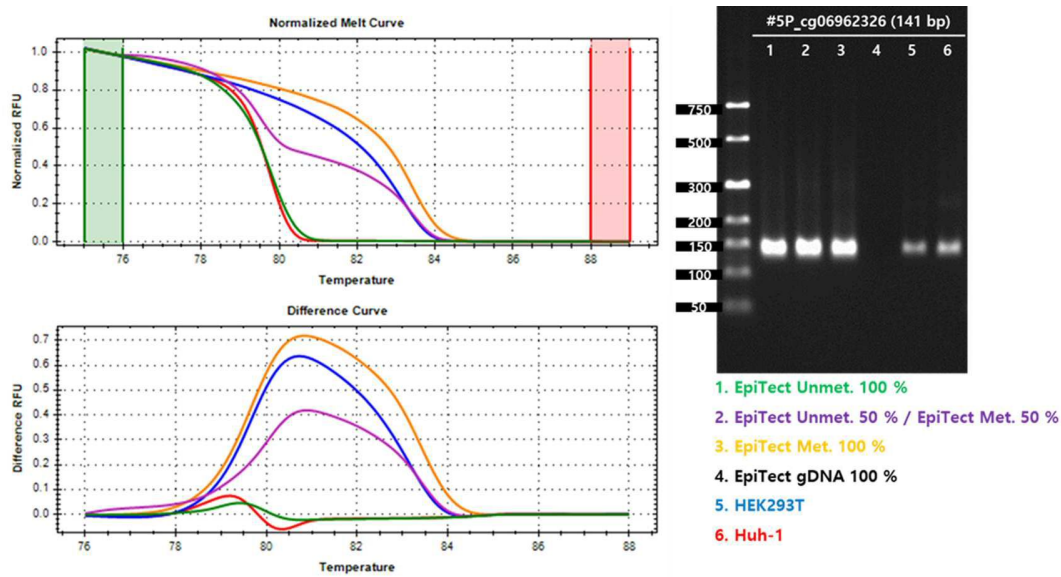 Normalized Melt Curve
Normalized RFU
1.0
0.8
0.6
0.4
0.2
0.0
76
78
80
82
84
86
88
Temperature
Difference Curve
Difference RFU
0.7
0.6
0.5
0.4
0.3
0.2
0.1
0.0
76
78
80
82
84
86
88
Temperature
#5P_cg06962326 (141 bp)
1 2 3 4 5 6
750
500
300
200
150
100
50
1. EpiTect Unmet. 100 %
2. EpiTect Unmet. 50 % / EpiTect Met. 50 %
3. EpiTect Met. 100 %
4. EpiTect gDNA 100 %
5. HEK293T
6. Huh-1